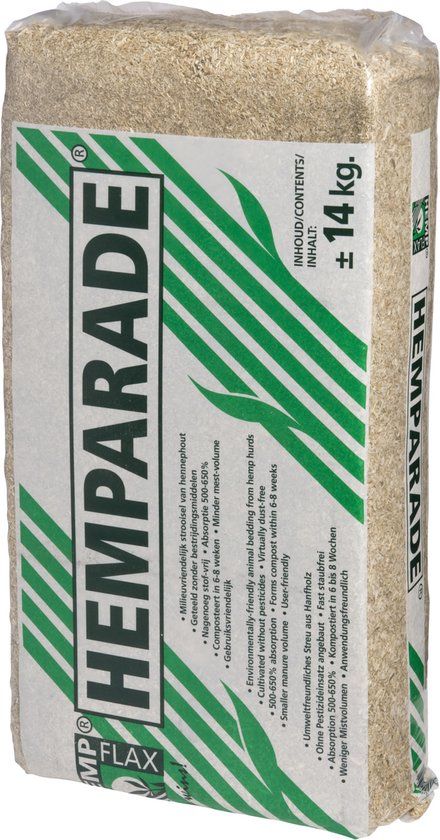 HEMPARADE®
INHOUD/CONTENTS/
INHALT:
± 14 kg.
• Milieuvriendelijk strooisel van hennephout
• Geteeld zonder bestrijdingsmiddelen
• Nagenoeg stof-vrij • Absorptie 500-650%
• Composteert in 6-8 weken • Minder mest-volume
• Gebruiksvriendelijk
• Environmentally-friendly animal bedding from hemp hurds
• Cultivated without pesticides • Virtually dust-free
• 500-650% absorption • Forms compost within 6-8 weeks
• Smaller manure volume • User-friendly
• Umweltfreundliches Streu aus Hanfholz
• Ohne Pestizideinsatz angebaut • Fast staubfrei
• Absorption 500-650% • Kompostiert in 6 bis 8 Wochen
• Weniger Mistvolumen • Anwendungsfreundlich
®
FLAX
HEMPARADE®